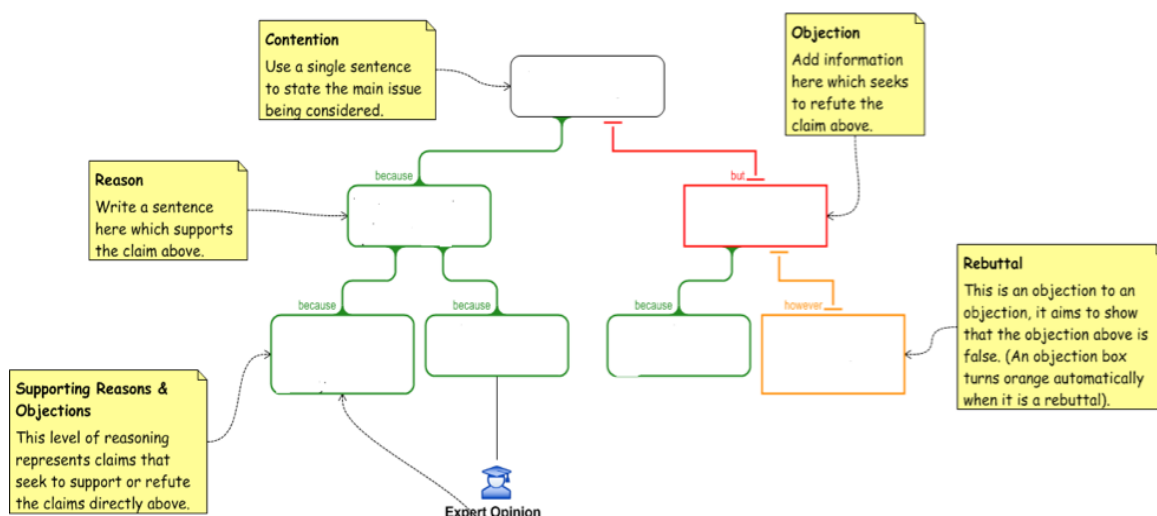 Contention
Use a single sentence
to state the main issue
being considered.
Objection
Add information
here which seeks
to refute the
claim above.
because
but
Reason
Write a sentence
here which supports
the claim above.
because
because
because
however
Rebuttal
This is an objection to an
objection, it aims to show
that the objection above is
false. (An objection box
turns orange automatically
when it is a rebuttal).
Supporting Reasons &
Objections
This level of reasoning
represents claims that
seek to support or refute
the claims directly above.
Expert Opinion